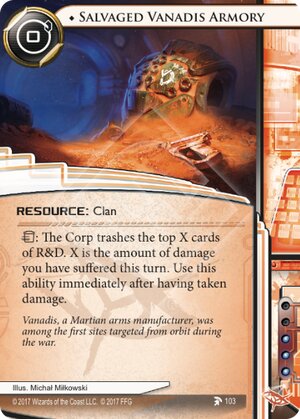 0
⬥ Salvaged Vanadis Armory
Resource: Clan
: The Corp trashes the top X cards
of R&D. X is the amount of damage
you have suffered this turn. Use this
ability immediately after having taken
damage.
Vanadis, a Martian arms manufacturer, was
among the first sites targeted from orbit during
the war.
Illus. Michał Miłkowski
© 2017 Wizards of the Coast LLC. © 2017 FFG
103